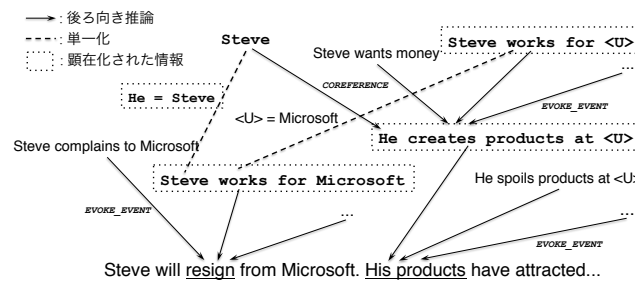 : 後ろ向き推論
: 単一化
: 顕在化された情報
Steve
Steve wants money
Steve works for <U>
...
COREFERENCE
EVOKE_EVENT
He = Steve
<U> = Microsoft
He creates products at <U>
Steve complains to Microsoft
Steve works for Microsoft
He spoils products at <U>
EVOKE_EVENT
...
...
EVOKE_EVENT
Steve will resign from Microsoft. His products have attracted...